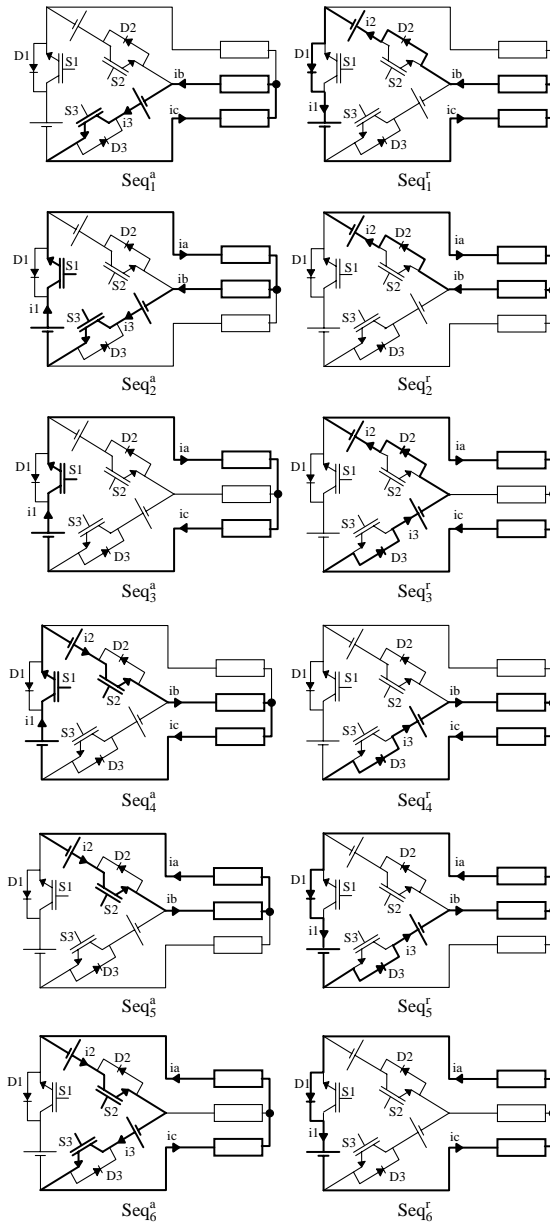 D2
D1
S1
S2
ib
S3
i3
ic
D3
Seq₁ᵃ
i2
D2
D1
S1
S2
ib
i1
S3
ic
D3
Seq₁ʳ
D2
ia
D1
S1
S2
ib
i1
S3
i3
D3
Seq₂ᵃ
i2
D2
ia
D1
S1
S2
ib
S3
D3
Seq₂ʳ
D2
ia
D1
S1
S2
i1
S3
ic
D3
Seq₃ᵃ
i2
D2
ia
D1
S1
S2
S3
i3
ic
D3
Seq₃ʳ
i2
D2
D1
S1
S2
ib
i1
S3
ic
D3
Seq₄ᵃ
D2
D1
S1
S2
ib
S3
i3
ic
D3
Seq₄ʳ
i2
D2
ia
D1
S1
S2
ib
S3
D3
Seq₅ᵃ
D2
ia
D1
S1
S2
ib
i1
S3
i3
D3
Seq₅ʳ
i2
D2
ia
D1
S1
S2
S3
i3
ic
D3
Seq₆ᵃ
D2
ia
D1
S1
S2
i1
S3
ic
D3
Seq₆ʳ